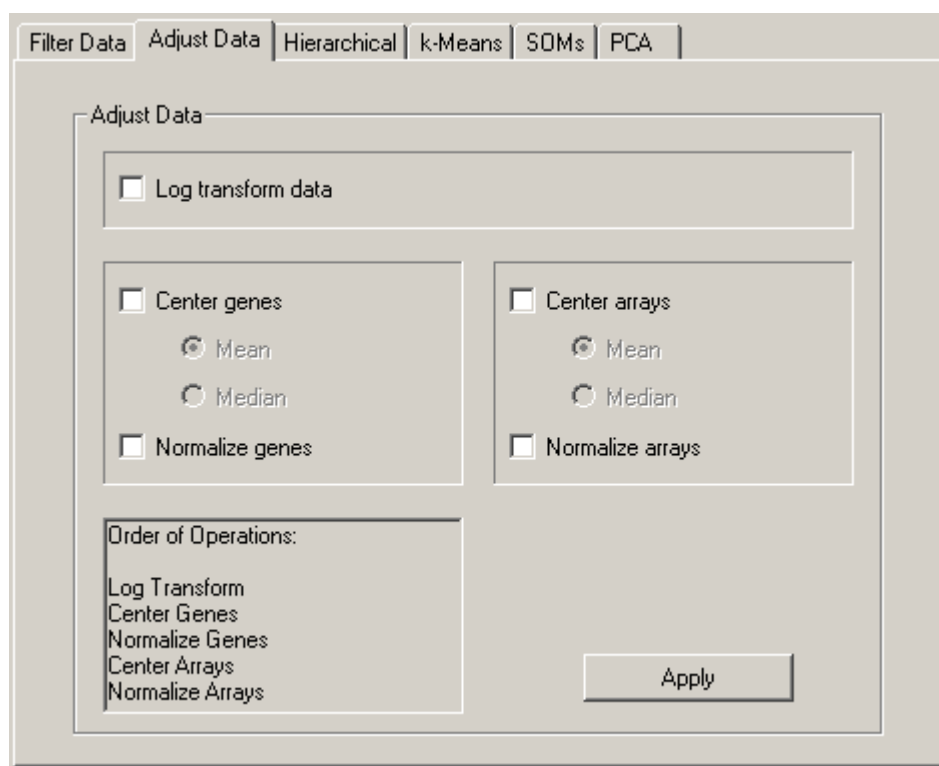 Filter Data Adjust Data Hierarchical k-Means SOMs PCA
Adjust Data
Log transform data
Center genes
Mean
Median
Normalize genes
Center arrays
Mean
Median
Normalize arrays
Order of Operations:
Log Transform
Center Genes
Normalize Genes
Center Arrays
Normalize Arrays
Apply